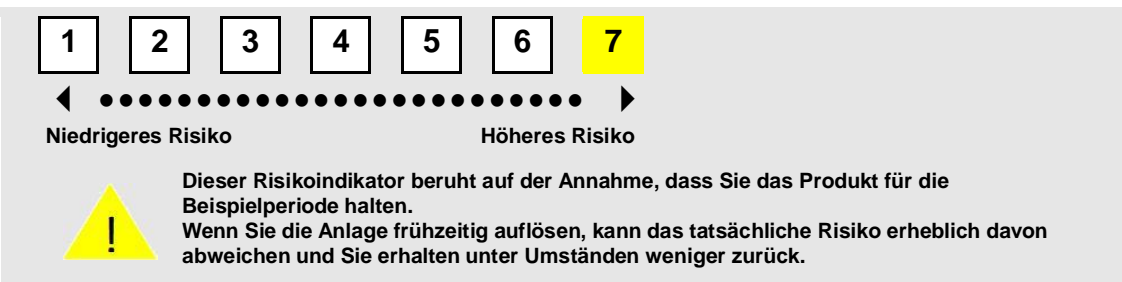 1 2 3 4 5 6 7
Niedrigeres Risiko Höheres Risiko
Dieser Risikoindikator beruht auf der Annahme, dass Sie das Produkt für die
Beispielperiode halten.
Wenn Sie die Anlage frühzeitig auflösen, kann das tatsächliche Risiko erheblich davon
abweichen und Sie erhalten unter Umständen weniger zurück.
!